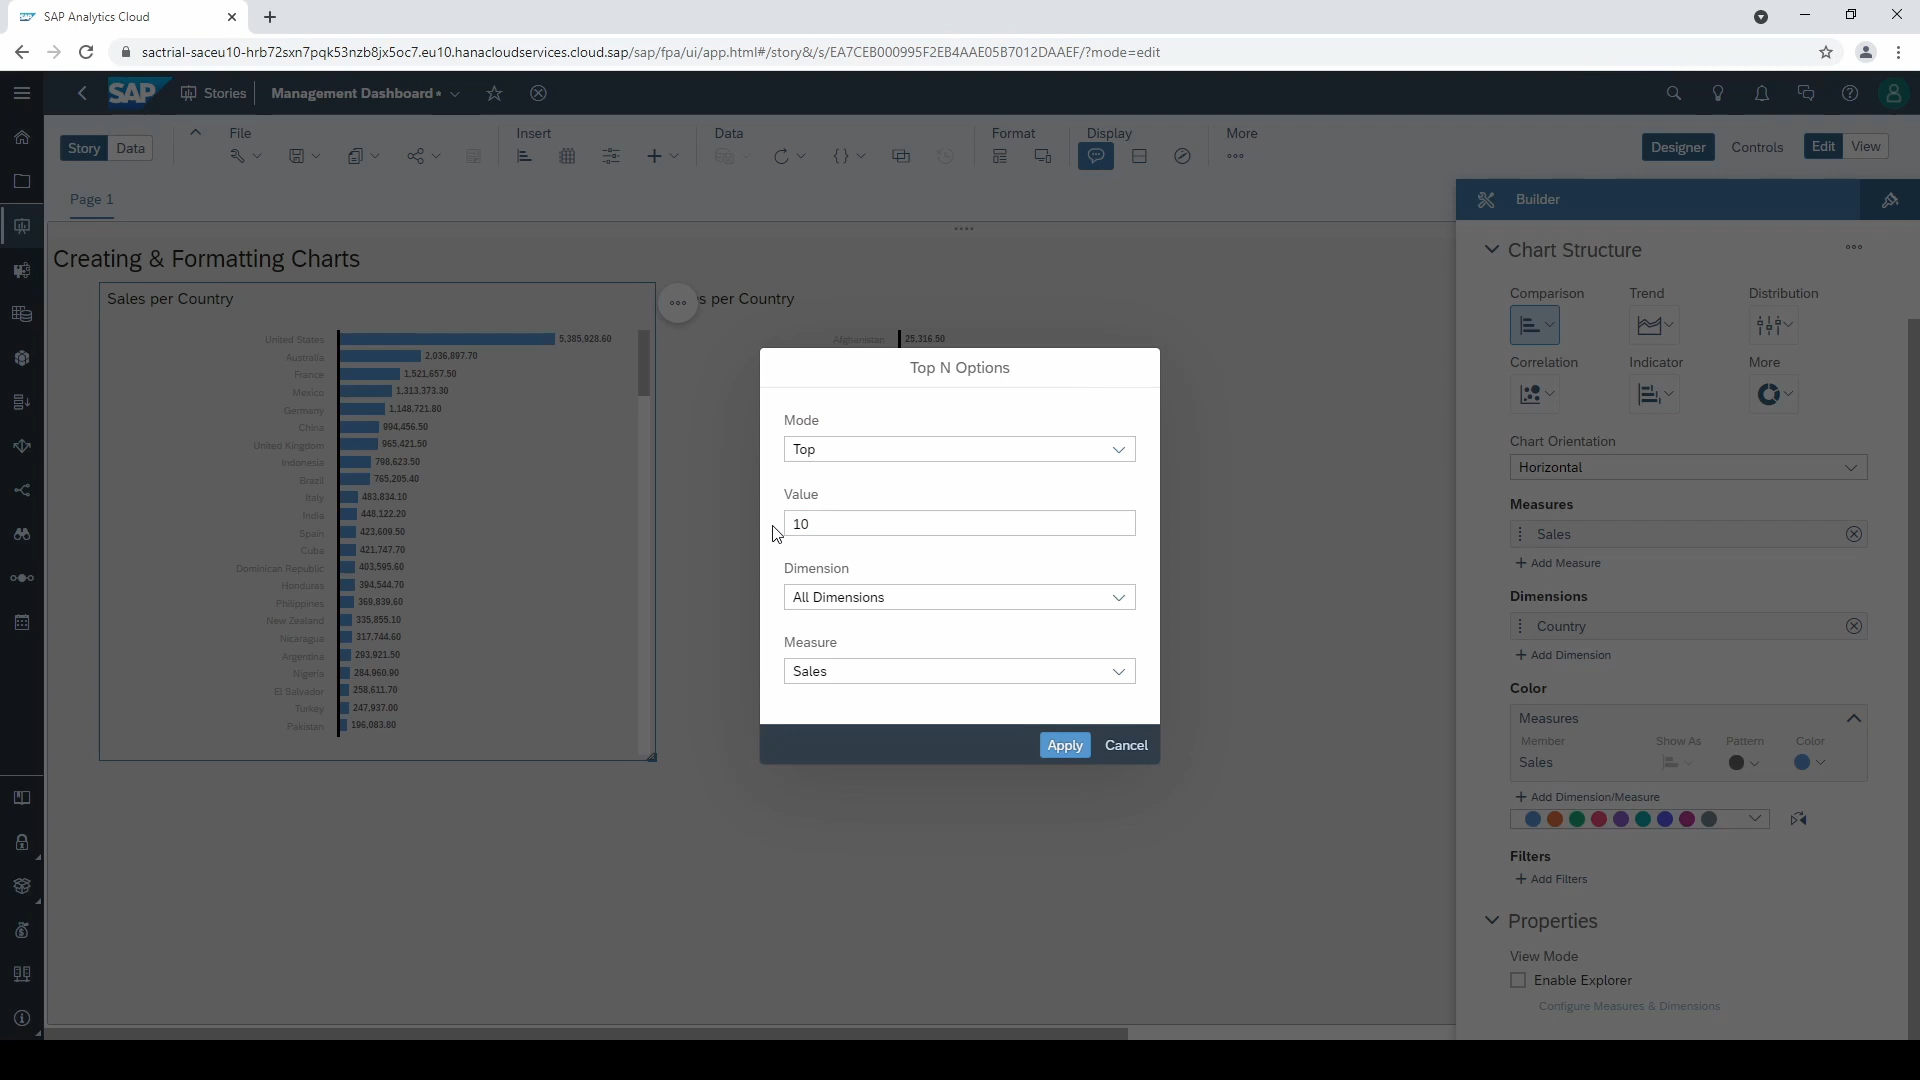 SAP Analytics Cloud
sactrial-saceu10-hrb72sxn7pqk53nzb8jx5oc7.eu10.hanacloudservices.cloud.sap/sap/fpa/ui/app.html#/story&/s/EA7CEB000995F2EB4AAE05B7012DAAEF/?mode=edit
SAP Stories Management Dashboard*
Story Data
File
Insert
Data
Format
Display
More
Designer Controls Edit View
Page 1
Creating & Formatting Charts
Sales per Country
United States 5,385,928.60
Australia 2,036,897.70
France 1,521,657.50
Mexico 1,313,373.30
Germany 1,148,721.80
China 994,456.50
United Kingdom 965,421.50
Indonesia 798,623.50
Brazil 765,205.40
Italy 483,834.10
India 448,122.20
Spain 423,609.50
Cuba 421,747.70
Dominican Republic 403,595.60
Honduras 394,544.70
Philippines 369,839.60
New Zealand 335,855.10
Nicaragua 317,744.60
Argentina 293,921.50
Nigeria 284,960.90
El Salvador 258,611.70
Turkey 247,937.00
Pakistan 196,083.80
s per Country
Afghanistan 25,316.50
Top N Options
Mode
Top
Value
10
Dimension
All Dimensions
Measure
Sales
Apply Cancel
Builder
Chart Structure
Comparison Trend Distribution
Correlation Indicator More
Chart Orientation
Horizontal
Measures
Sales
+ Add Measure
Dimensions
Country
+ Add Dimension
Color
Measures
Member Show As Pattern Color
Sales
+ Add Dimension/Measure
Filters
+ Add Filters
Properties
View Mode
Enable Explorer
Configure Measures & Dimensions